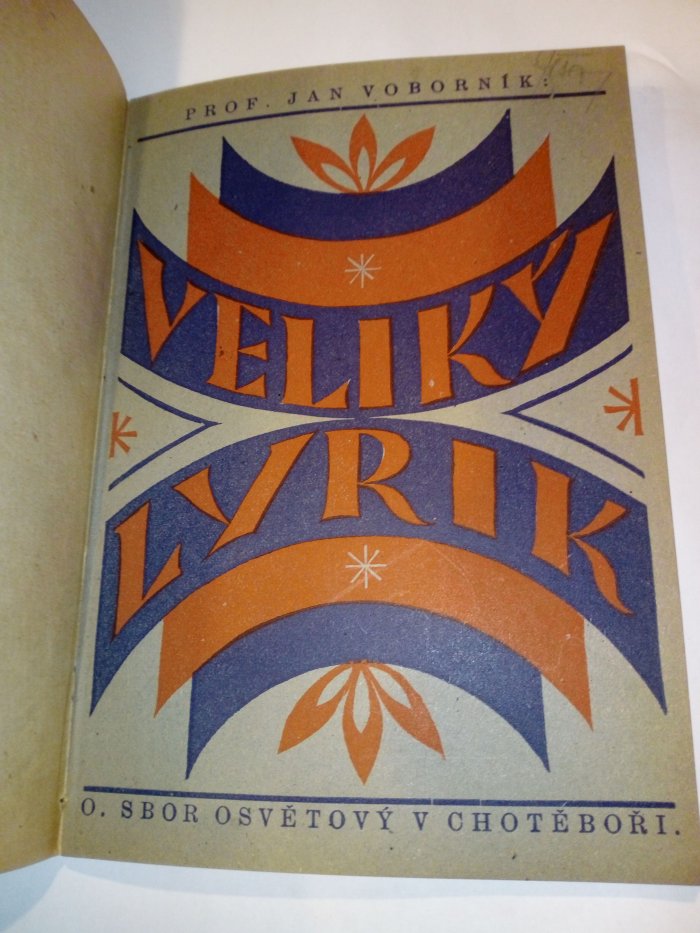 PROF. JAN VOBORNÍK:
VELIKÝ
LYRIK
O. SBOR OSVĚTOVÝ V CHOTĚBOŘI.